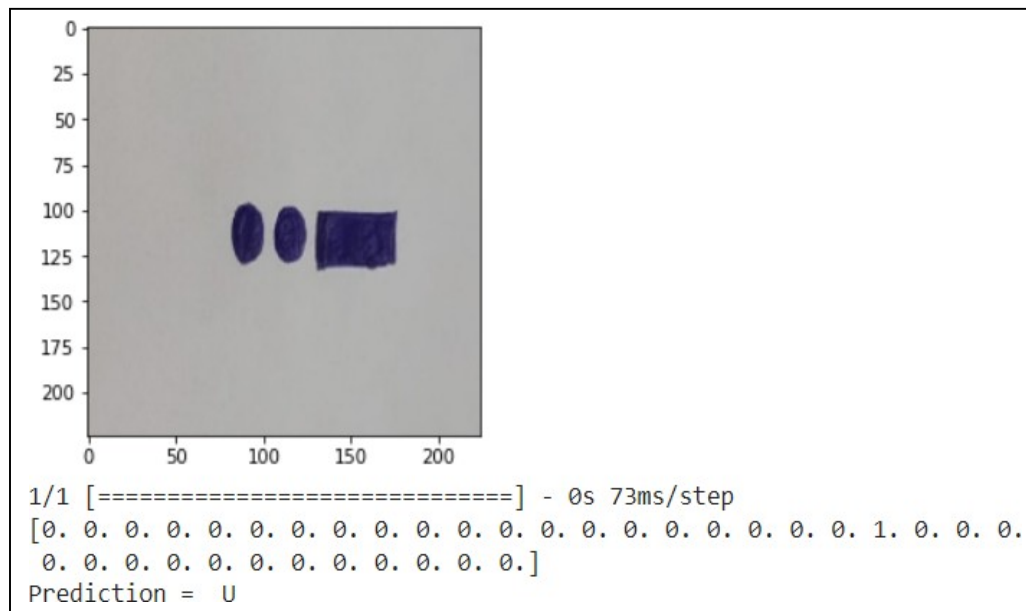 0
25
50
75
100
125
150
175
200
0 50 100 150 200
1/1 [==============================] - 0s 73ms/step
[0. 0. 0. 0. 0. 0. 0. 0. 0. 0. 0. 0. 0. 0. 0. 0. 0. 0. 0. 0. 1. 0. 0. 0.
0. 0. 0. 0. 0. 0. 0. 0. 0. 0. 0. 0.]
Prediction =  U